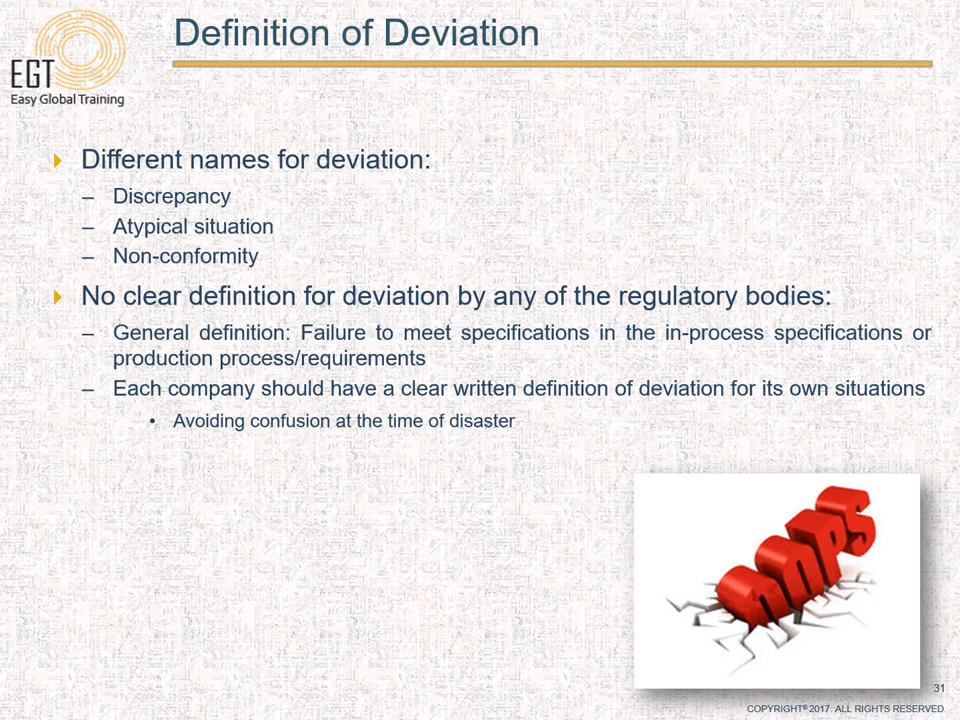 Definition of Deviation
EGT
Easy Global Training
Different names for deviation:
– Discrepancy
– Atypical situation
– Non-conformity
No clear definition for deviation by any of the regulatory bodies:
– General definition: Failure to meet specifications in the in-process specifications or
production process/requirements
– Each company should have a clear written definition of deviation for its own situations
• Avoiding confusion at the time of disaster
OOPS
31
COPYRIGHT® 2017. ALL RIGHTS RESERVED.